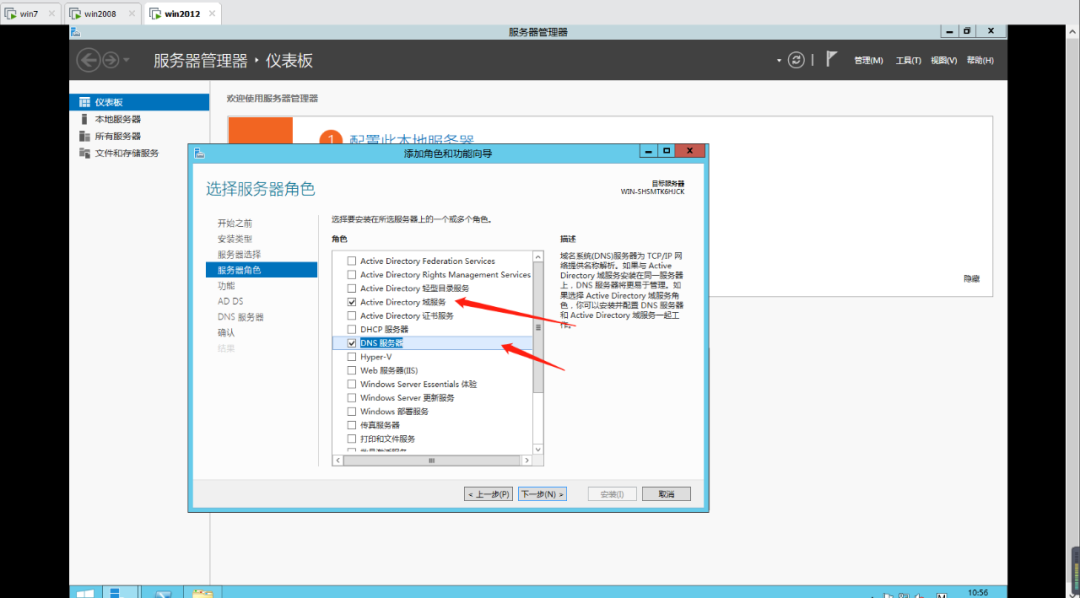 win7
win2008
win2012
服务器管理器
服务器管理器 · 仪表板
管理(M) 工具(T) 视图(V) 帮助(H)
仪表板
本地服务器
所有服务器
文件和存储服务
欢迎使用服务器管理器
1 配置此本地服务器
隐藏
添加角色和功能向导
选择服务器角色
目标服务器
WIN-SHSMTK6HJCK
开始之前
安装类型
服务器选择
服务器角色
功能
AD DS
DNS 服务器
确认
结果
选择要安装在所选服务器上的一个或多个角色。
角色
Active Directory Federation Services
Active Directory Rights Management Services
Active Directory 轻型目录服务
Active Directory 域服务
Active Directory 证书服务
DHCP 服务器
DNS 服务器
Hyper-V
Web 服务器(IIS)
Windows Server Essentials 体验
Windows Server 更新服务
Windows 部署服务
传真服务器
打印和文件服务
描述
域名系统(DNS)服务器为 TCP/IP 网
络提供名称解析。如果与 Active
Directory 域服务安装在同一服务器
上，DNS 服务器将更易于管理。如
果选择 Active Directory 域服务角
色，你可以安装并配置 DNS 服务器
和 Active Directory 域服务一起工
作。
< 上一步(P)
下一步(N) >
安装(I)
取消
10:56